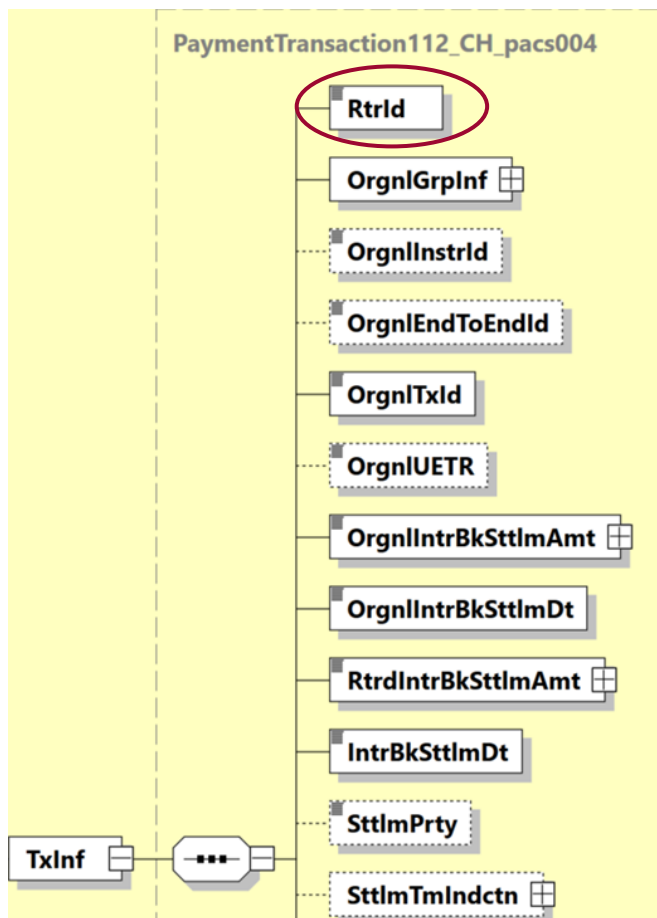 PaymentTransaction112_CH_pacs004
RtrId
OrgnlGrpInf
OrgnlInstrId
OrgnlEndToEndId
OrgnlTxId
OrgnlUETR
OrgnlIntrBkSttlmAmt
OrgnlIntrBkSttlmDt
RtrdIntrBkSttlmAmt
IntrBkSttlmDt
SttlmPrty
TxInf
SttlmTmIndctn